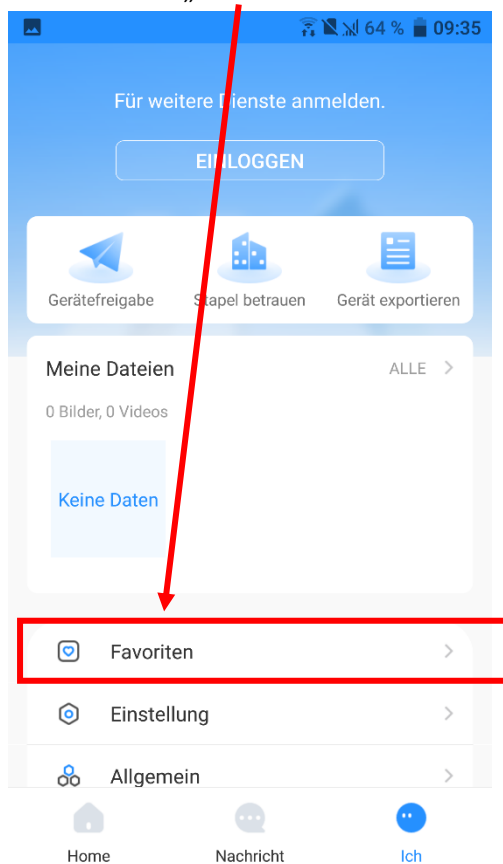 „
64 % 09:35
Für weitere Dienste anmelden.
EINLOGGEN
Gerätefreigabe Stapel betrauen Gerät exportieren
Meine Dateien ALLE
0 Bilder, 0 Videos
Keine Daten
Favoriten
Einstellung
Allgemein
Home Nachricht Ich